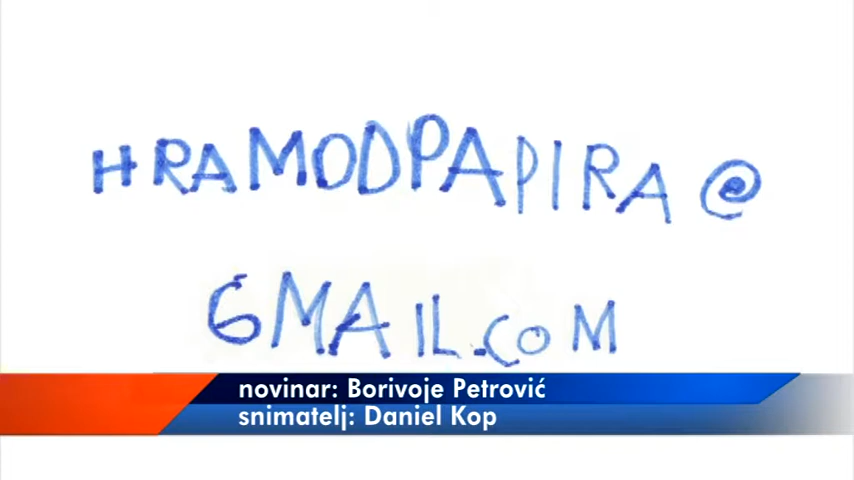 HRAMODPAPIRA@
GMAIL.COM
novinar: Borivoje Petrović
snimatelj: Daniel Kop